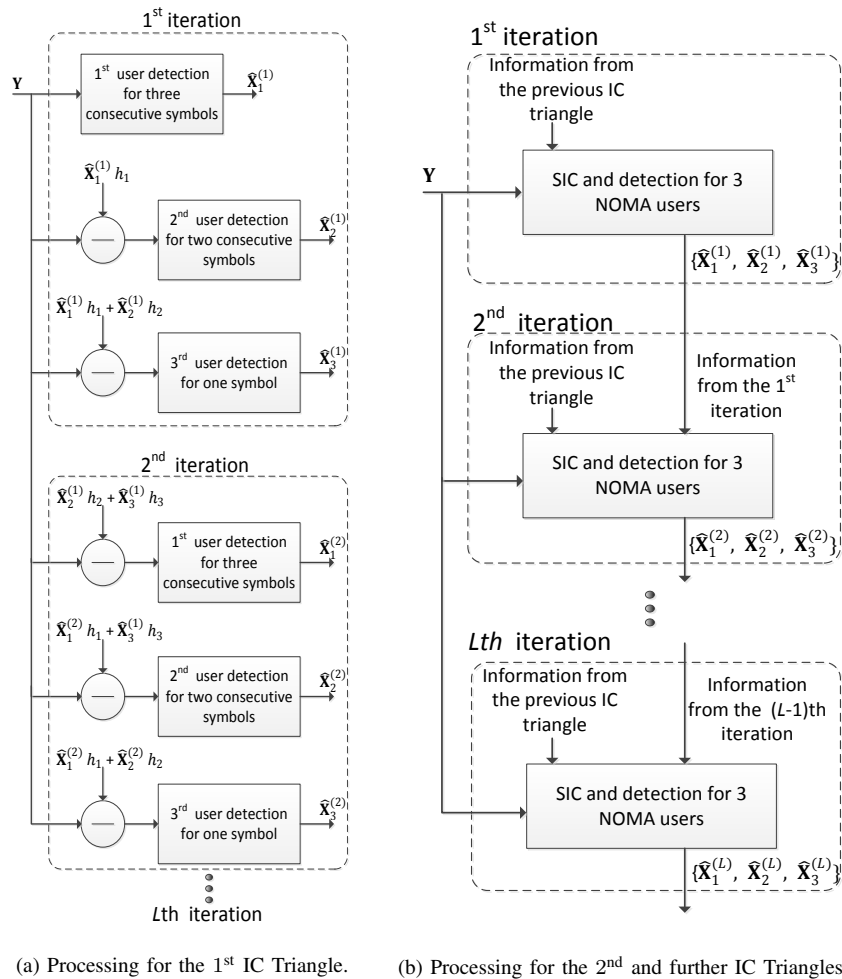 1st iteration
Y
1st user detection
for three
consecutive symbols
X̂₁⁽¹⁾
X̂₁⁽¹⁾ h₁
—
2nd user detection
for two consecutive
symbols
X̂₂⁽¹⁾
X̂₁⁽¹⁾ h₁ + X̂₂⁽¹⁾ h₂
—
3rd user detection
for one symbol
X̂₃⁽¹⁾
2nd iteration
X̂₂⁽¹⁾ h₂ + X̂₃⁽¹⁾ h₃
—
1st user detection
for three
consecutive symbols
X̂₁⁽²⁾
X̂₁⁽²⁾ h₁ + X̂₃⁽¹⁾ h₃
—
2nd user detection
for two consecutive
symbols
X̂₂⁽²⁾
X̂₁⁽²⁾ h₁ + X̂₂⁽²⁾ h₂
—
3rd user detection
for one symbol
X̂₃⁽²⁾
Lth iteration
(a) Processing for the 1st IC Triangle.
1st iteration
Information from
the previous IC
triangle
Y
SIC and detection for 3
NOMA users
{X̂₁⁽¹⁾, X̂₂⁽¹⁾, X̂₃⁽¹⁾}
2nd iteration
Information from
the previous IC
triangle
Information
from the 1st
iteration
SIC and detection for 3
NOMA users
{X̂₁⁽²⁾, X̂₂⁽²⁾, X̂₃⁽²⁾}
Lth iteration
Information from
the previous IC
triangle
Information
from the (L-1)th
iteration
SIC and detection for 3
NOMA users
{X̂₁⁽ᴸ⁾, X̂₂⁽ᴸ⁾, X̂₃⁽ᴸ⁾}
(b) Processing for the 2nd and further IC Triangles